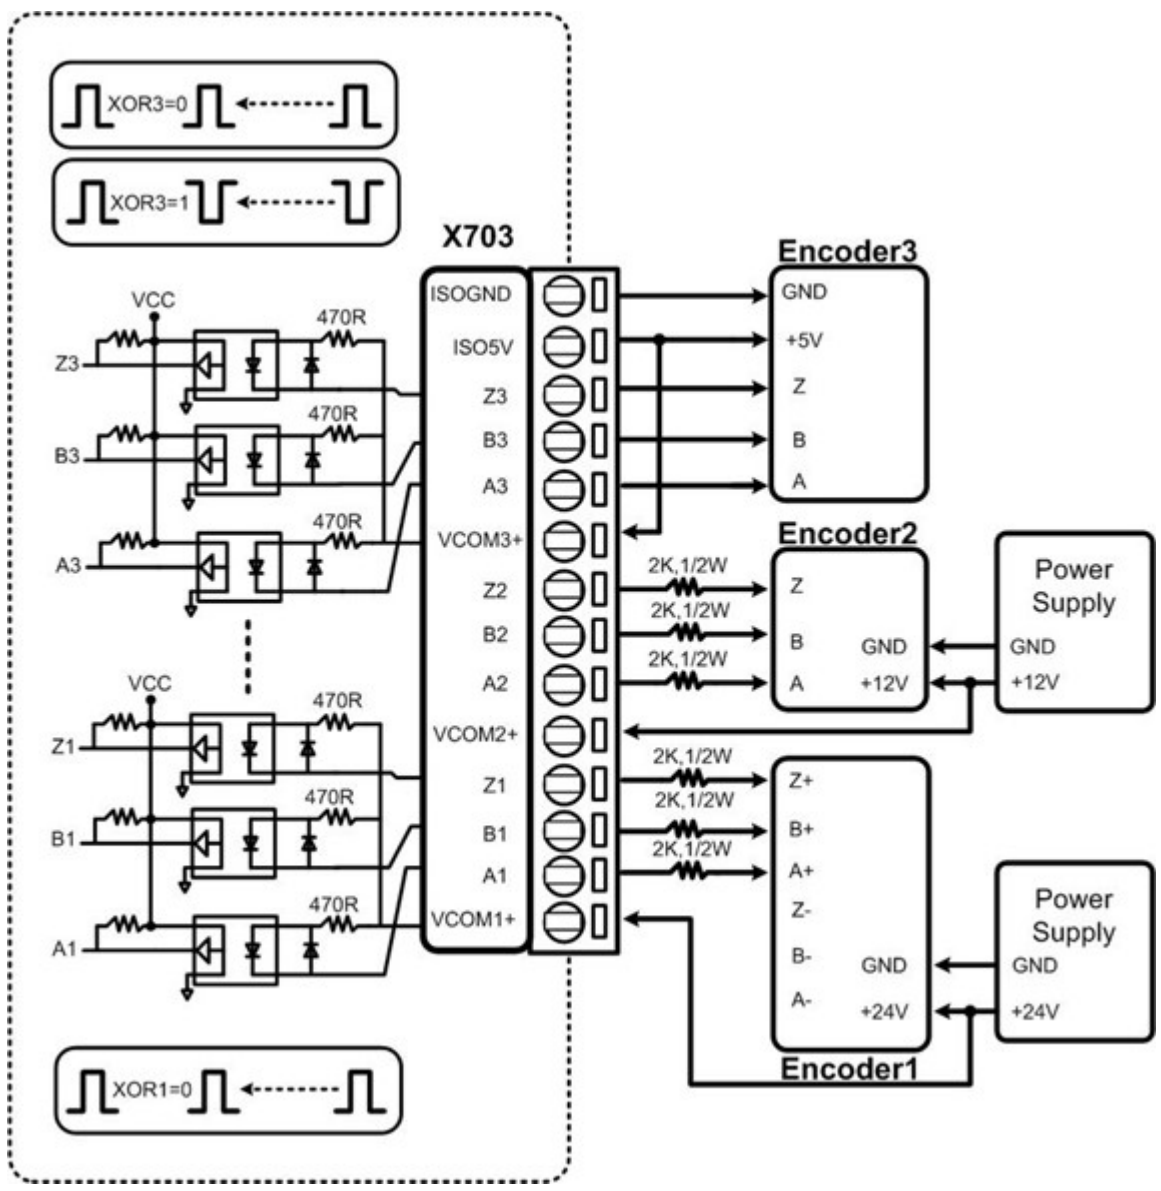 XOR3=0
XOR3=1
X703
Encoder3
ISOGND
GND
VCC
470R
ISO5V
+5V
Z3
Z3
Z
470R
B3
B3
B
A3
A
470R
VCOM3+
Encoder2
A3
2K,1/2W
Z2
Z
Power
Supply
2K,1/2W
B2
B
GND
GND
2K,1/2W
A2
A
+12V
+12V
VCC
470R
VCOM2+
Z1
2K,1/2W
Z1
Z+
470R
2K,1/2W
B1
B1
B+
2K,1/2W
A1
A+
470R
VCOM1+
Z-
Power
Supply
A1
B-
GND
GND
A-
+24V
+24V
Encoder1
XOR1=0